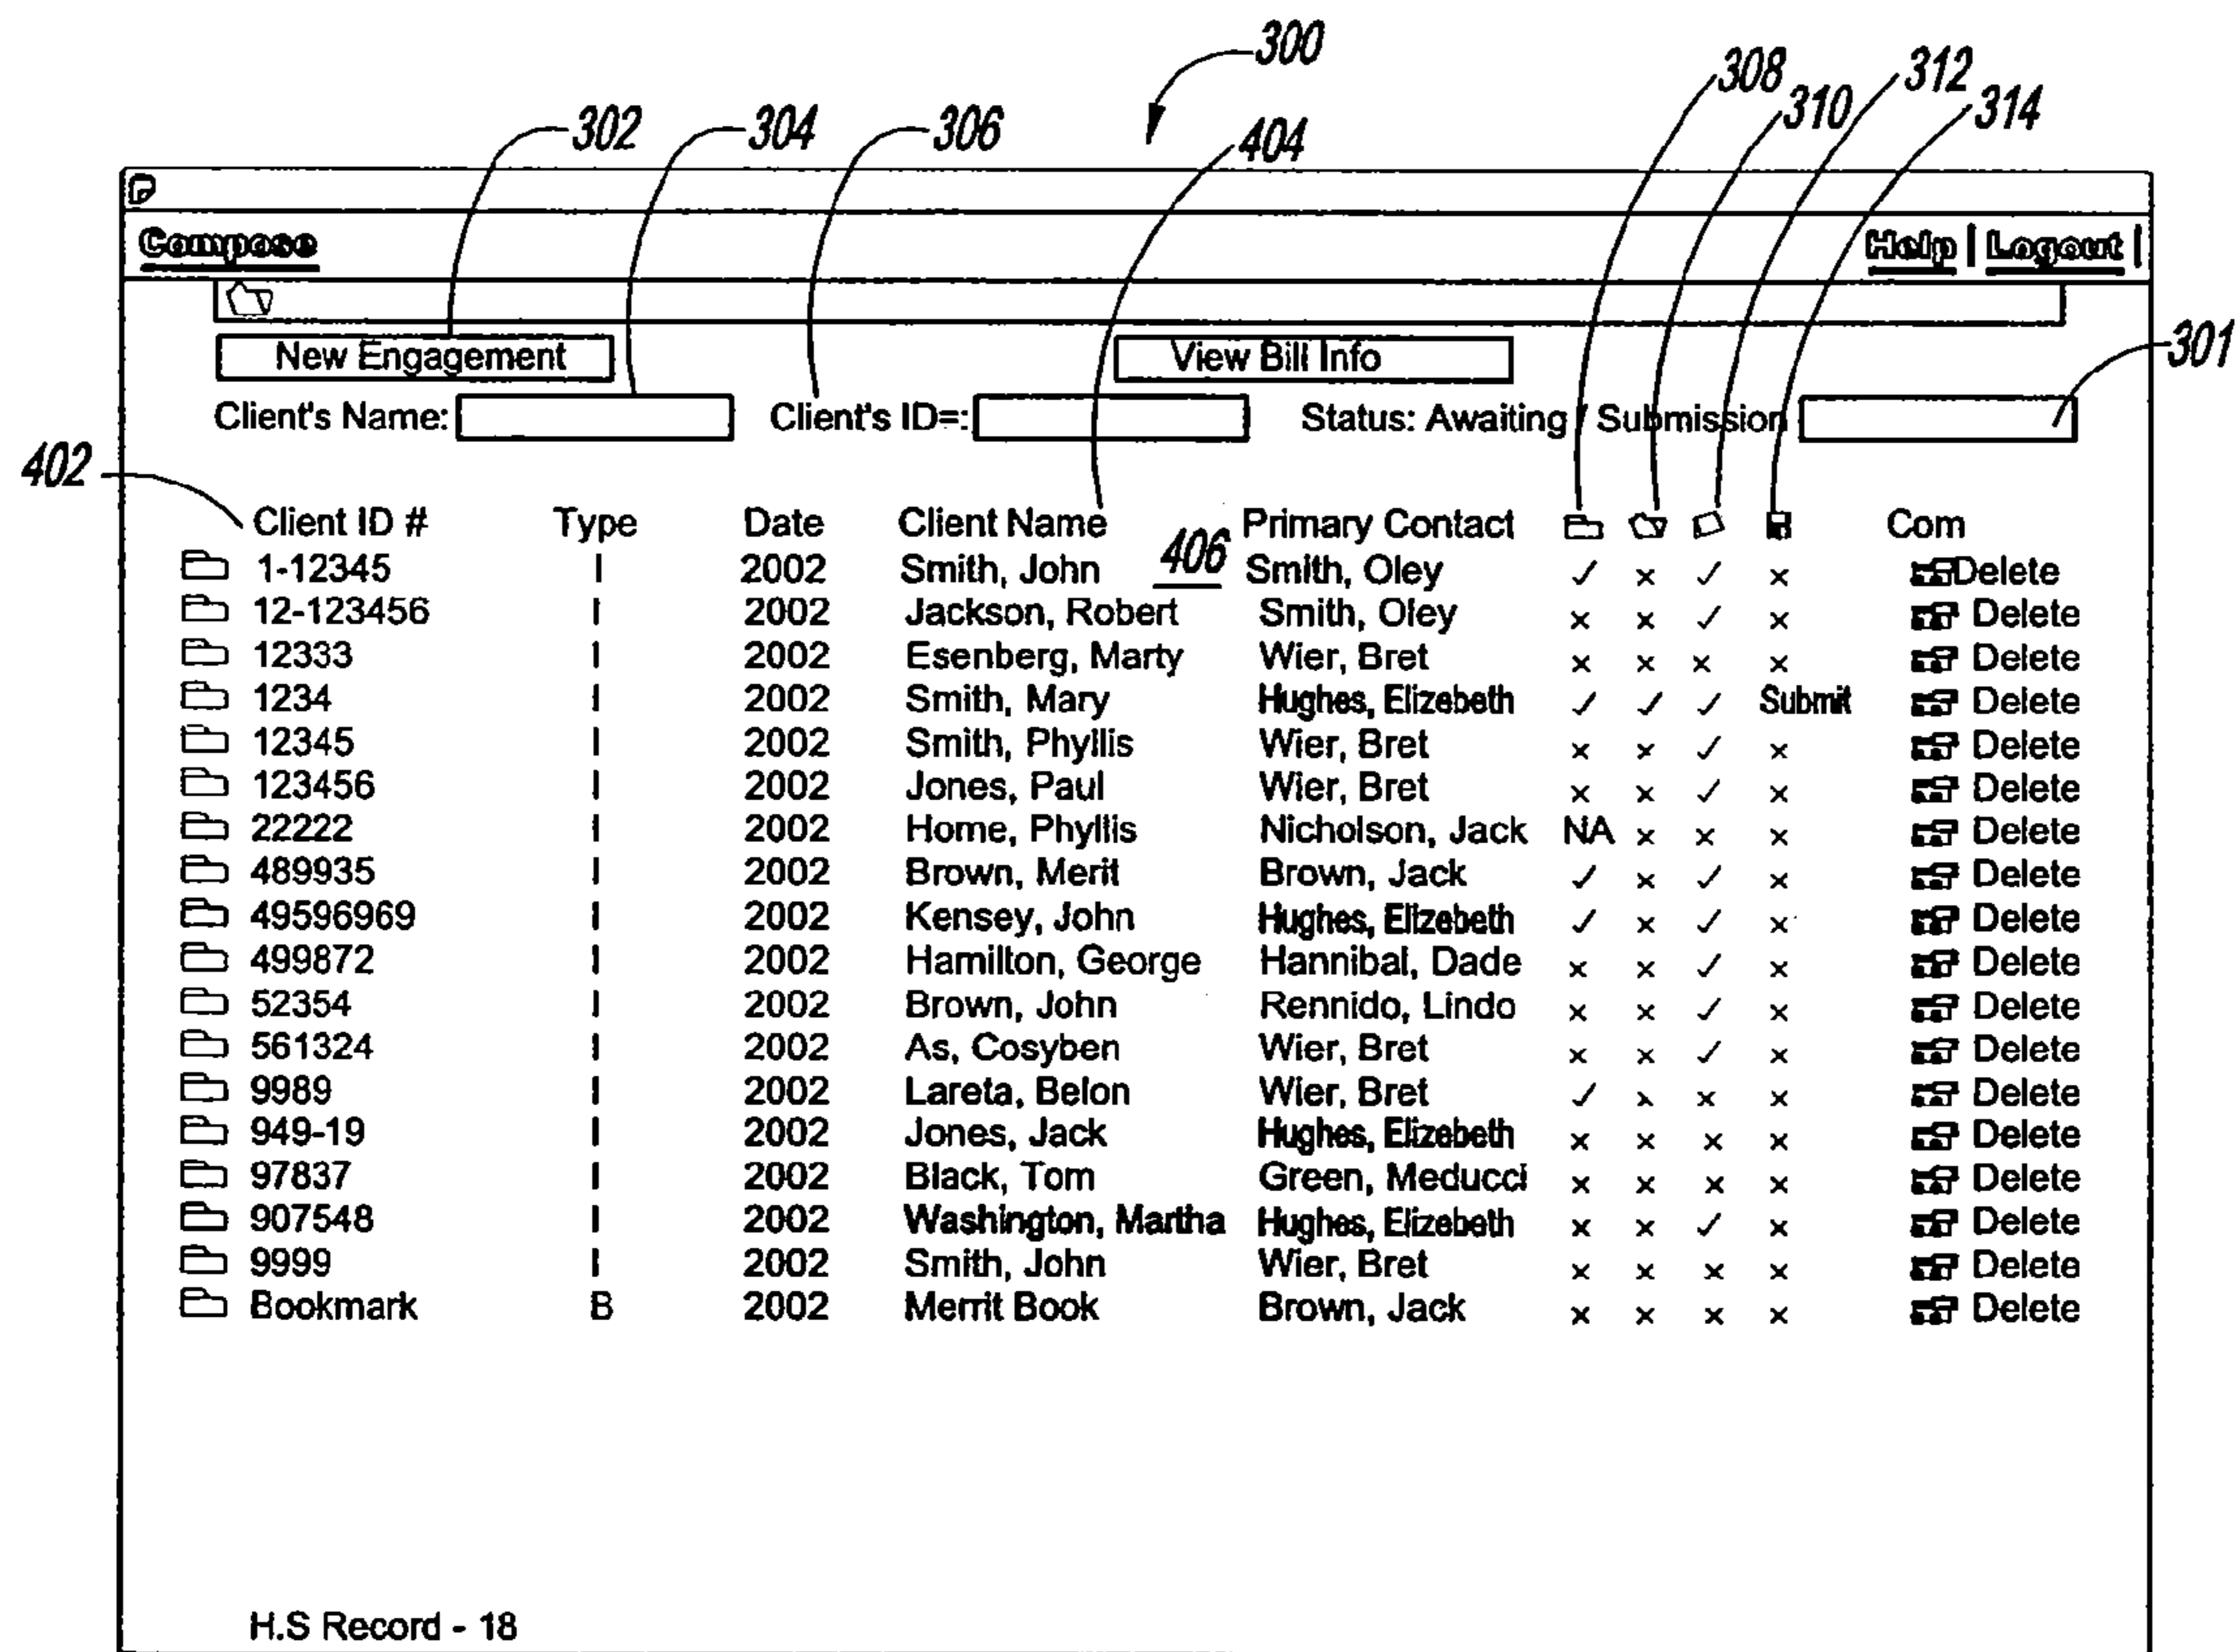 300
308
312
310
314
302
304
306
404
Compose
Help | Logout |
New Engagement
View Bill Info
301
Client's Name:
Client's ID=:
Status: Awaiting / Submission
402
Client ID # Type Date Client Name Primary Contact Com
406
1-12345 I 2002 Smith, John Smith, Oley ✓ x ✓ x Delete
12-123456 I 2002 Jackson, Robert Smith, Oley x x ✓ x Delete
12333 I 2002 Esenberg, Marty Wier, Bret x x x x Delete
1234 I 2002 Smith, Mary Hughes, Elizebeth ✓ ✓ ✓ Submit Delete
12345 I 2002 Smith, Phyllis Wier, Bret x x ✓ x Delete
123456 I 2002 Jones, Paul Wier, Bret x x ✓ x Delete
22222 I 2002 Home, Phyllis Nicholson, Jack NA x x x Delete
489935 I 2002 Brown, Merit Brown, Jack ✓ x ✓ x Delete
49596969 I 2002 Kensey, John Hughes, Elizebeth ✓ x ✓ x Delete
499872 I 2002 Hamilton, George Hannibal, Dade x x ✓ x Delete
52354 I 2002 Brown, John Rennido, Lindo x x ✓ x Delete
561324 I 2002 As, Cosyben Wier, Bret x x ✓ x Delete
9989 I 2002 Lareta, Belon Wier, Bret ✓ x x x Delete
949-19 I 2002 Jones, Jack Hughes, Elizebeth x x x x Delete
97837 I 2002 Black, Tom Green, Meducci x x x x Delete
907548 I 2002 Washington, Martha Hughes, Elizebeth x x ✓ x Delete
9999 I 2002 Smith, John Wier, Bret x x x x Delete
Bookmark B 2002 Merrit Book Brown, Jack x x x x Delete
H.S Record - 18